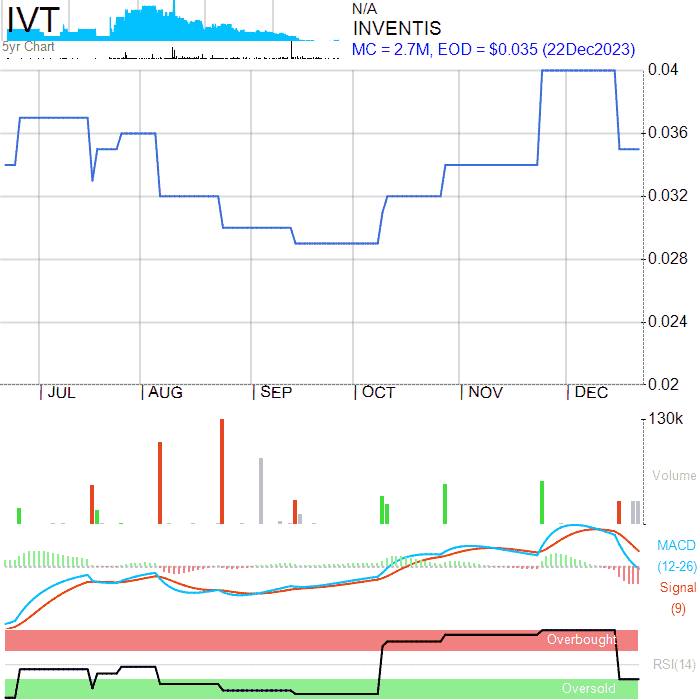 IVT
5yr Chart
N/A
INVENTIS
MC = 2.7M, EOD = $0.035 (22Dec2023)
0.04
0.036
0.032
0.028
0.024
0.02
JUL AUG SEP OCT NOV DEC
130k
Volume
MACD
(12-26)
Signal
(9)
Overbought
RSI(14)
Oversold